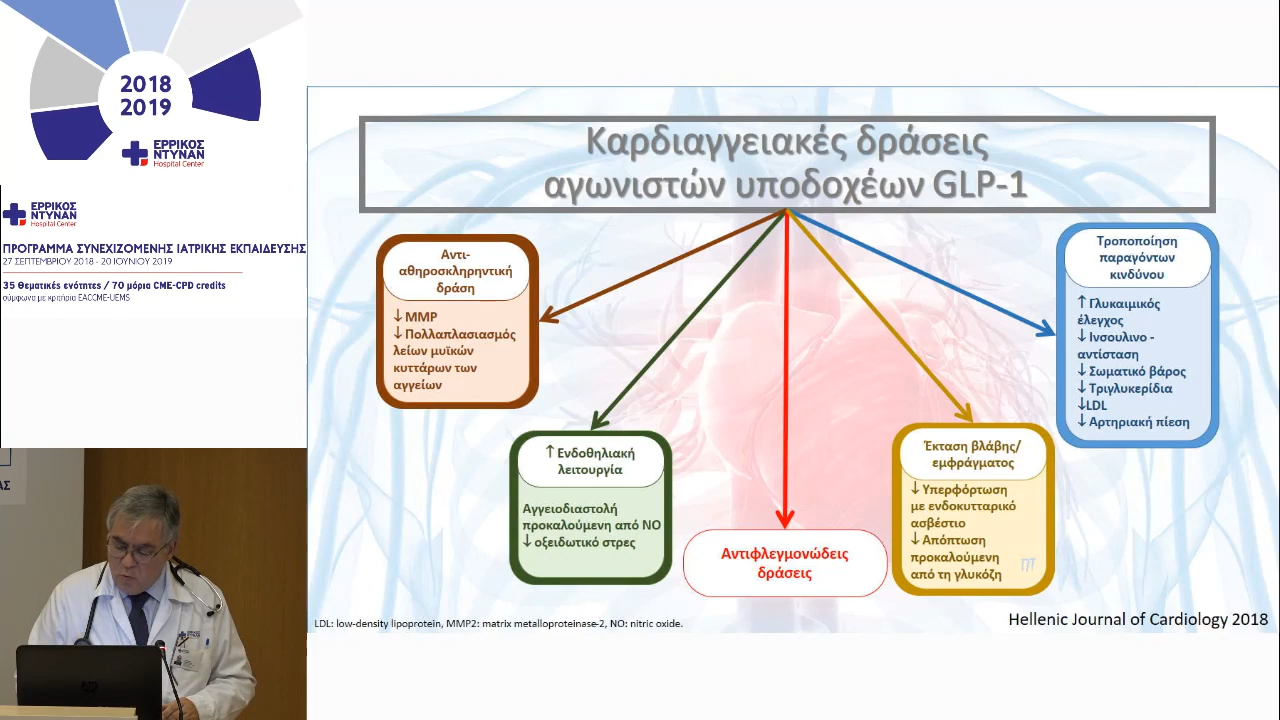 2018
2019
ΕΡΡΙΚΟΣ
ΝΤΥΝΑΝ
Hospital Center
ΕΡΡΙΚΟΣ
ΝΤΥΝΑΝ
Hospital Center
ΠΡΟΓΡΑΜΜΑ ΣΥΝΕΧΙΖΟΜΕΝΗΣ ΙΑΤΡΙΚΗΣ ΕΚΠΑΙΔΕΥΣΗΣ
27 ΣΕΠΤΕΜΒΡΙΟΥ 2018 - 20 ΙΟΥΝΙΟΥ 2019
35 Θεματικές ενότητες / 70 μόρια CME-CPD credits
σύμφωνα με κριτήρια EACCME-UEMS
Καρδιαγγειακές δράσεις
αγωνιστών υποδοχέων GLP-1
Αντι-
αθηροσκληρηντική
δράση
↓ MMP
↓ Πολλαπλασιασμός
λείων μυϊκών
κυττάρων των
αγγείων
↑ Ενδοθηλιακή
λειτουργία
Αγγειοδιαστολή
προκαλούμενη από NO
↓ οξειδωτικό στρες
Αντιφλεγμονώδεις
δράσεις
Έκταση βλάβης/
εμφράγματος
↓ Υπερφόρτωση
με ενδοκυτταρικό
ασβέστιο
↓ Απόπτωση
προκαλούμενη
από τη γλυκόζη
Τροποποίηση
παραγόντων
κινδύνου
↑ Γλυκαιμικός
έλεγχος
↓ Ινσουλινο -
αντίσταση
↓ Σωματικό βάρος
↓ Τριγλυκερίδια
↓LDL
↓ Αρτηριακή πίεση
LDL: low-density lipoprotein, MMP2: matrix metalloproteinase-2, NO: nitric oxide.
Hellenic Journal of Cardiology 2018